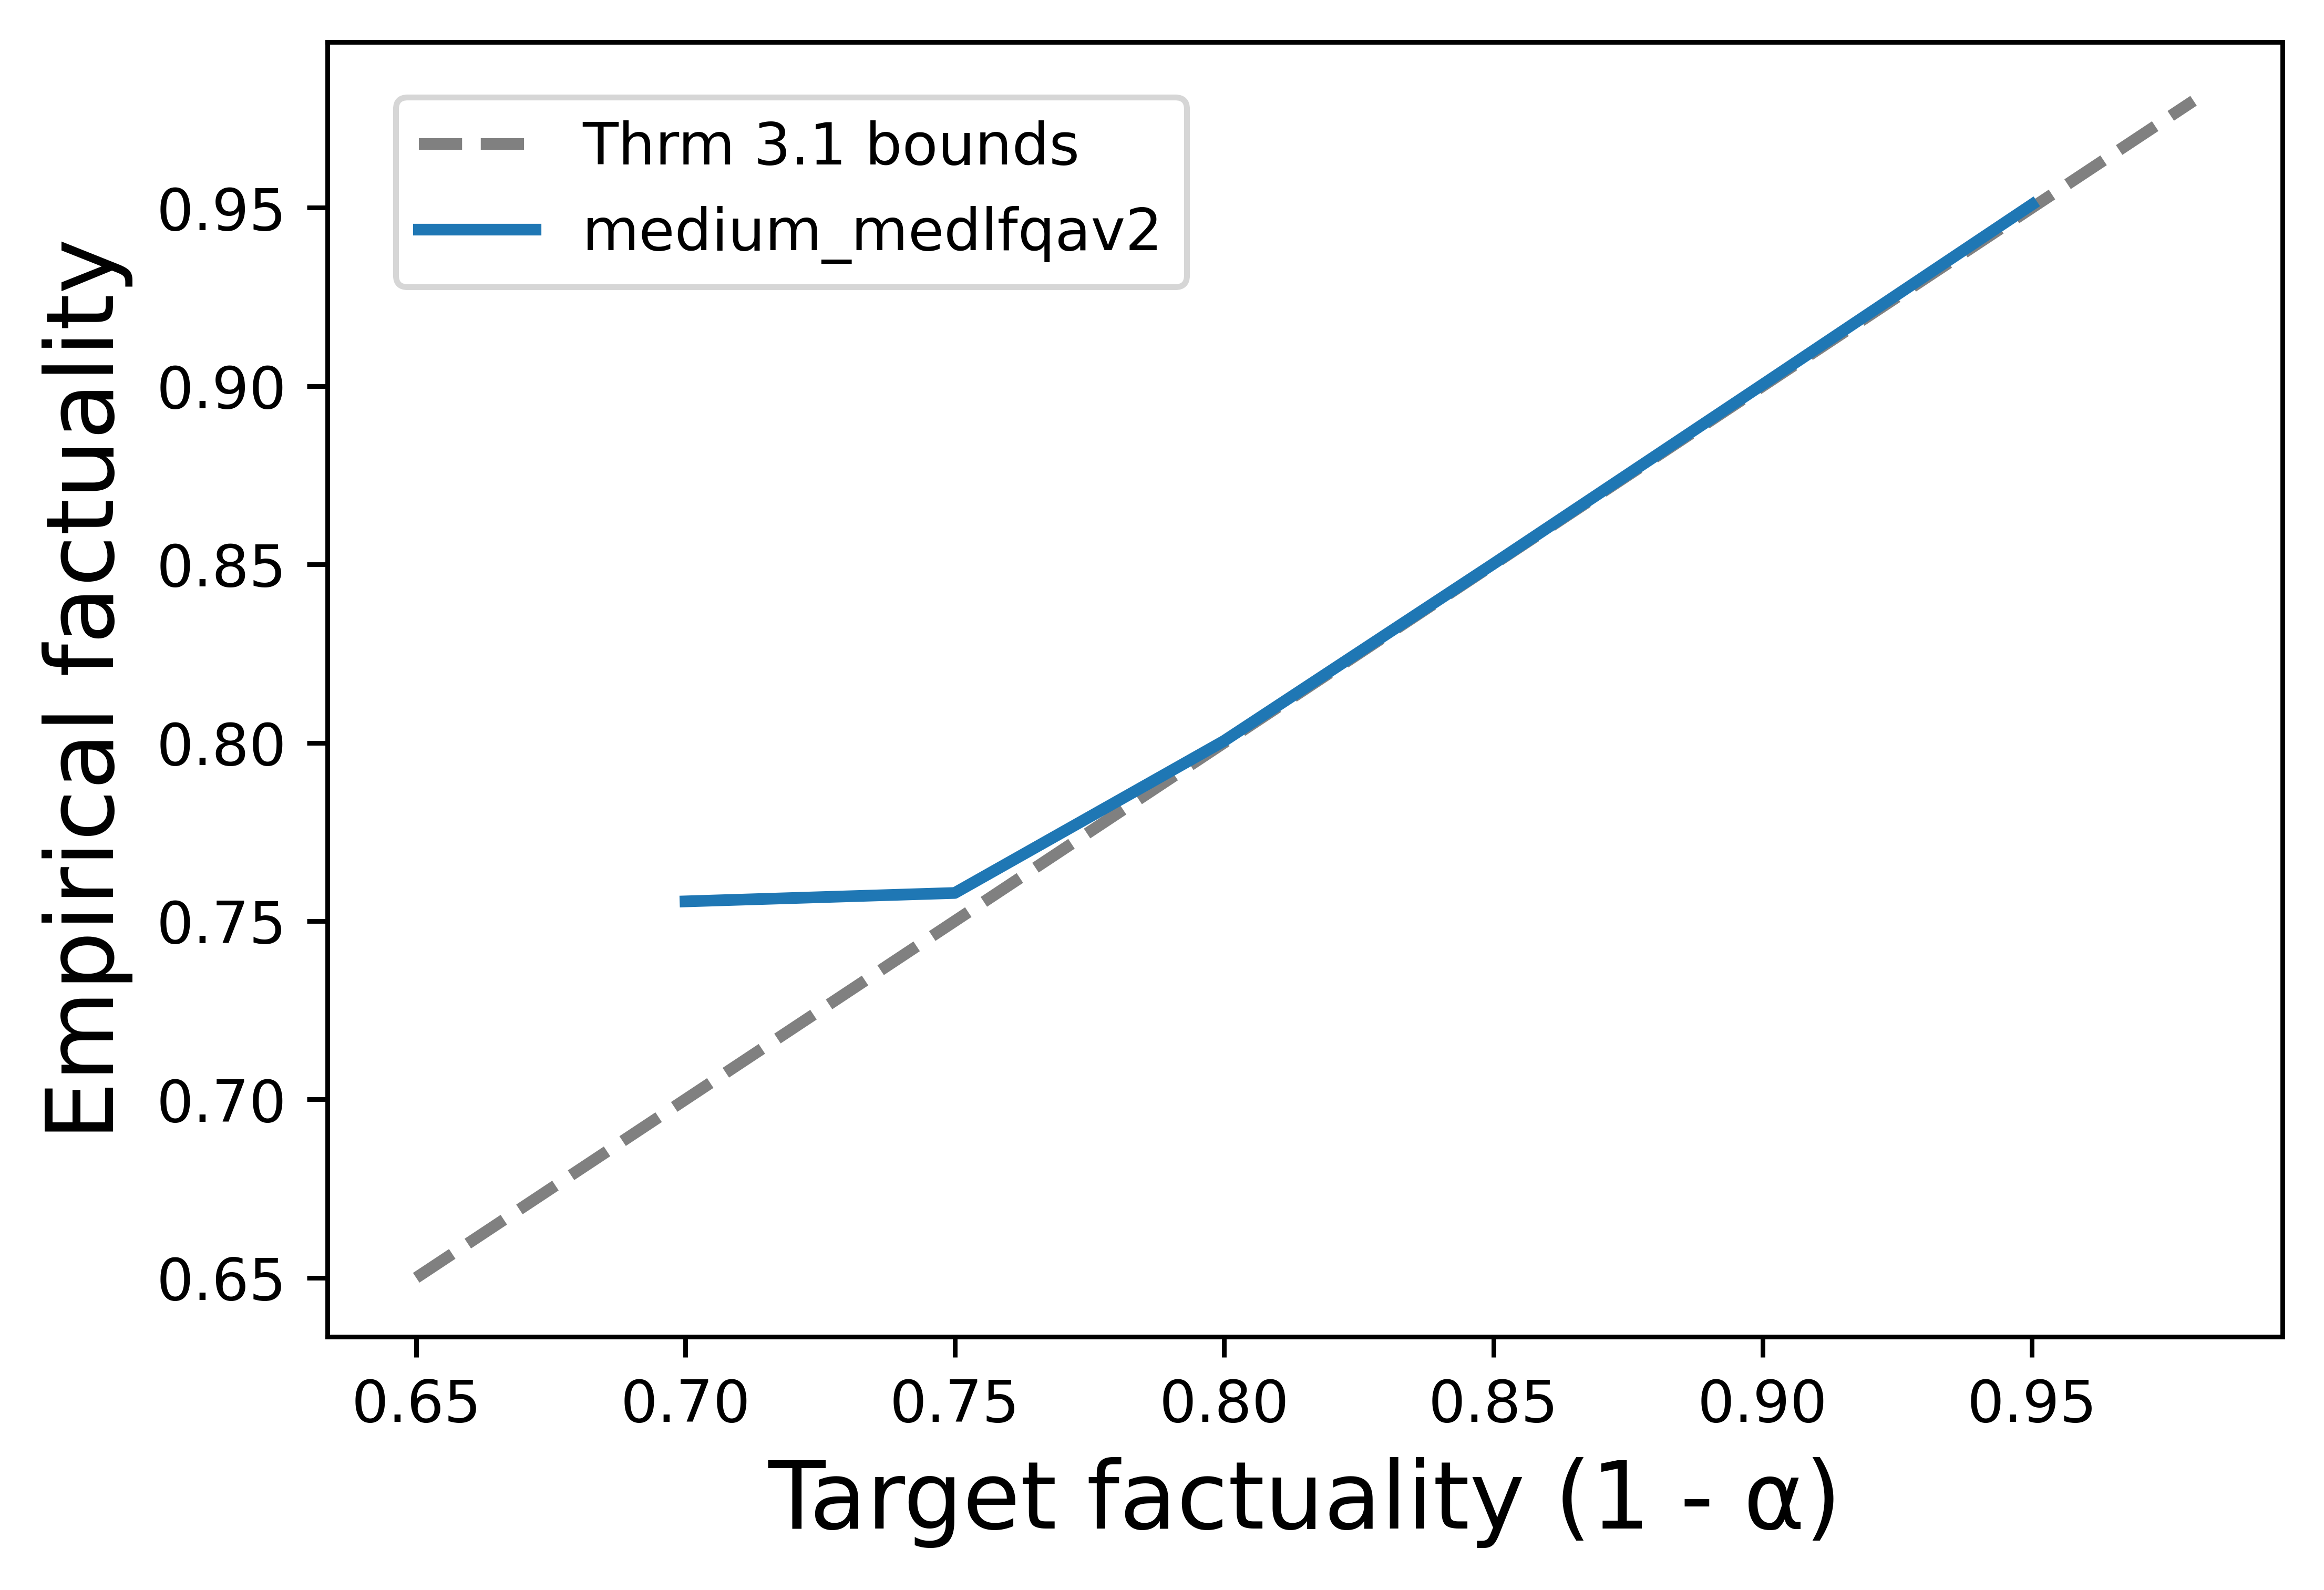 Thrm 3.1 bounds
medium_medlfqav2
Empirical factuality
0.95
0.90
0.85
0.80
0.75
0.70
0.65
0.65 0.70 0.75 0.80 0.85 0.90 0.95
Target factuality (1 - α)